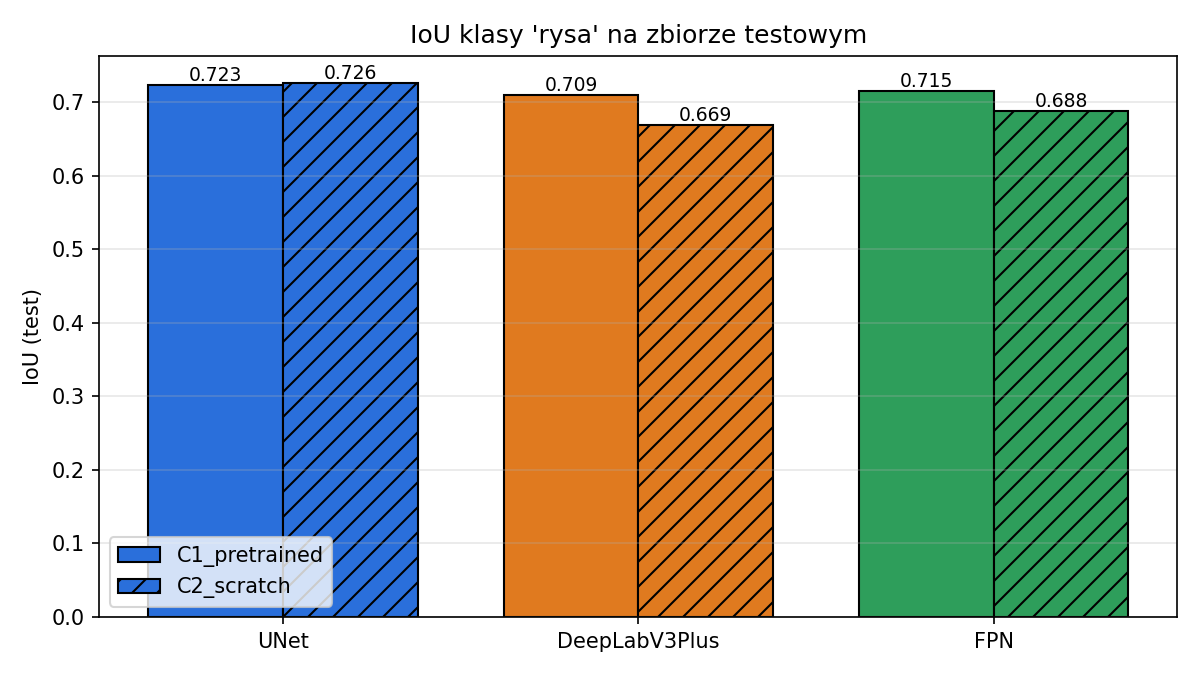 IoU klasy 'rysa' na zbiorze testowym
0.723
0.726
0.709
0.669
0.715
0.688
IoU (test)
0.7
0.6
0.5
0.4
0.3
0.2
0.1
0.0
C1_pretrained
C2_scratch
UNet
DeepLabV3Plus
FPN